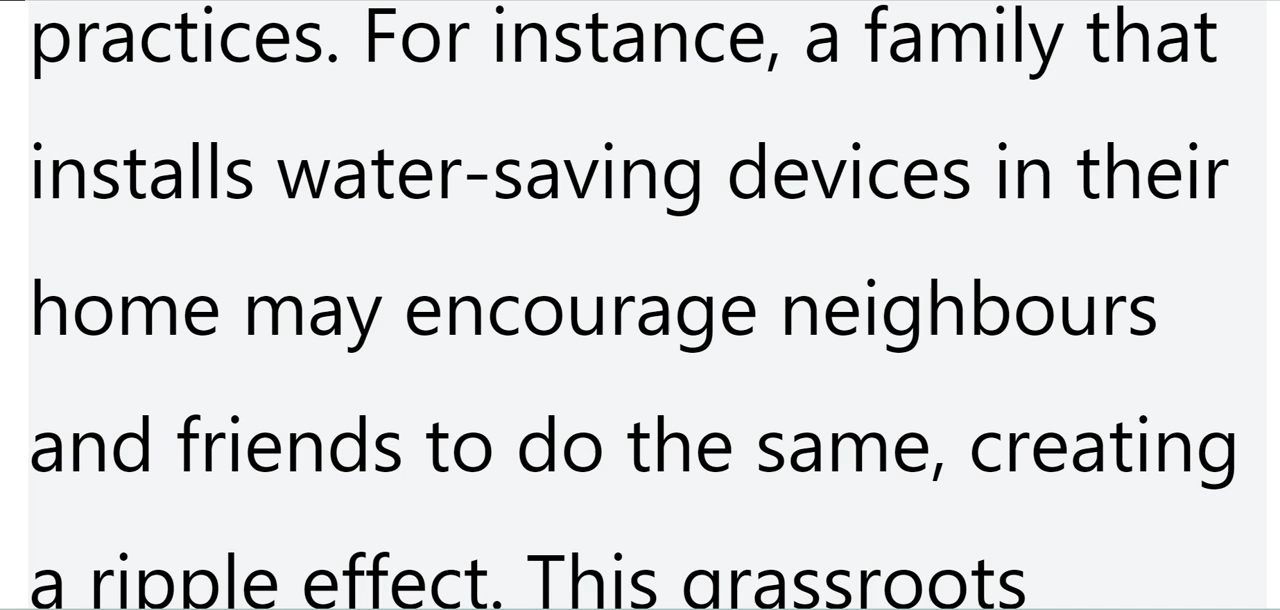 practices. For instance, a family that
installs water-saving devices in their
home may encourage neighbours
and friends to do the same, creating
a ripple effect. This grassroots